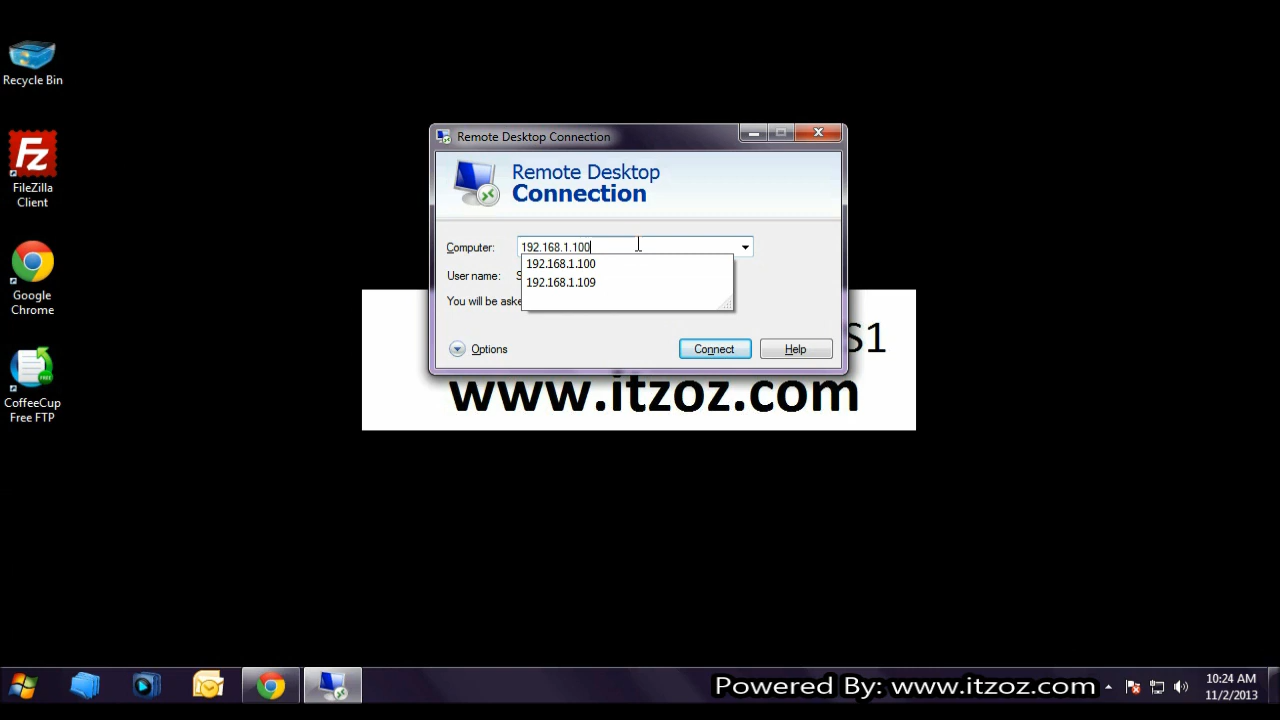 Recycle Bin
FileZilla
Client
Google
Chrome
CoffeeCup
Free FTP
Remote Desktop Connection
Remote Desktop
Connection
Computer: 192.168.1.100
192.168.1.100
192.168.1.109
User name: S
You will be aske
Options
Connect
Help
S1
www.itzoz.com
Powered By: www.itzoz.com
10:24 AM
11/2/2013